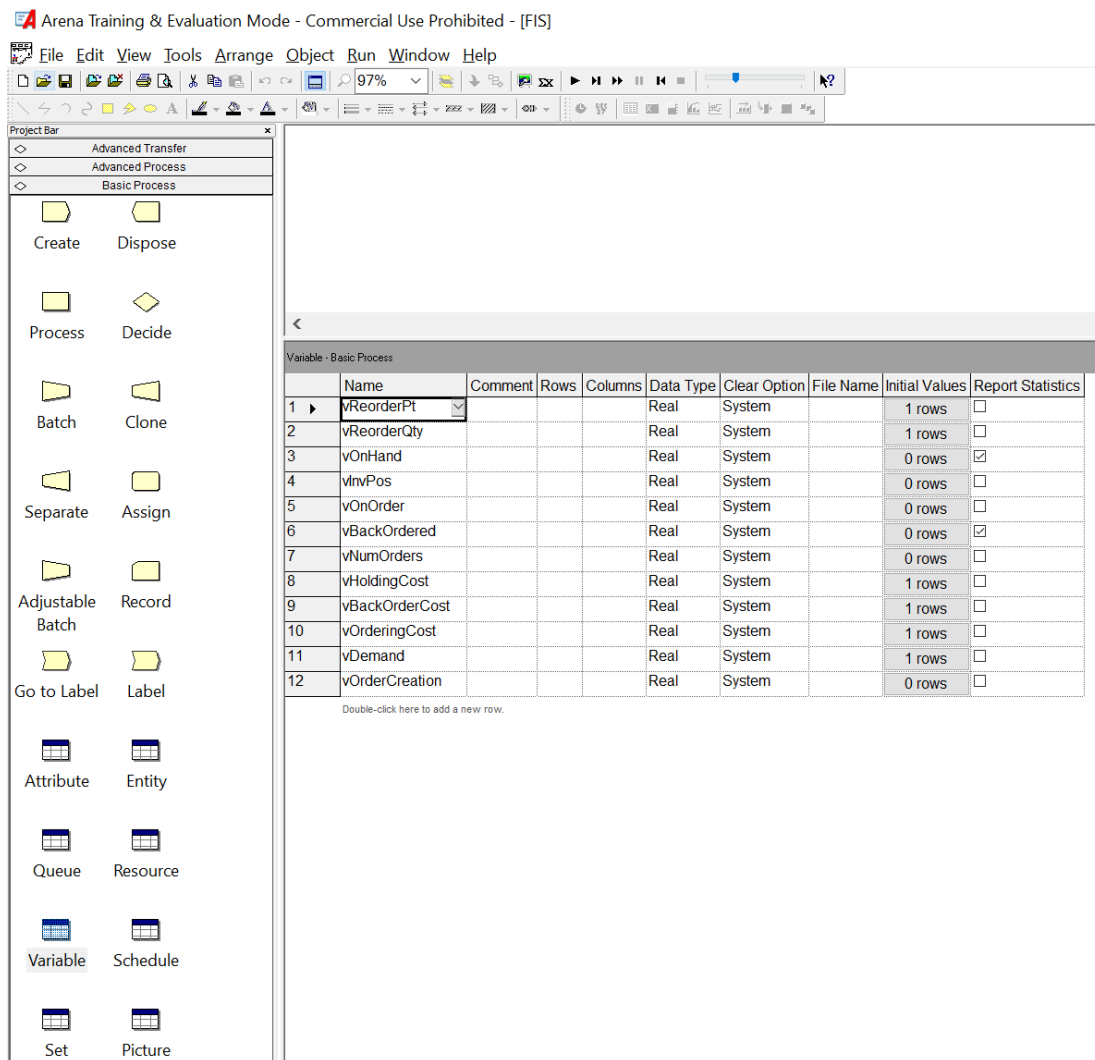 Arena Training & Evaluation Mode - Commercial Use Prohibited - [FIS]
File Edit View Tools Arrange Object Run Window Help
97%
Project Bar
Advanced Transfer
Advanced Process
Basic Process
Create Dispose
Process Decide
Batch Clone
Separate Assign
Adjustable Batch Record
Go to Label Label
Attribute Entity
Queue Resource
Variable Schedule
Set Picture
Variable - Basic Process
Name Comment Rows Columns Data Type Clear Option File Name Initial Values Report Statistics
1 vReorderPt Real System 1 rows
2 vReorderQty Real System 1 rows
3 vOnHand Real System 0 rows
4 vInvPos Real System 0 rows
5 vOnOrder Real System 0 rows
6 vBackOrdered Real System 0 rows
7 vNumOrders Real System 0 rows
8 vHoldingCost Real System 1 rows
9 vBackOrderCost Real System 1 rows
10 vOrderingCost Real System 1 rows
11 vDemand Real System 1 rows
12 vOrderCreation Real System 0 rows
Double-click here to add a new row.